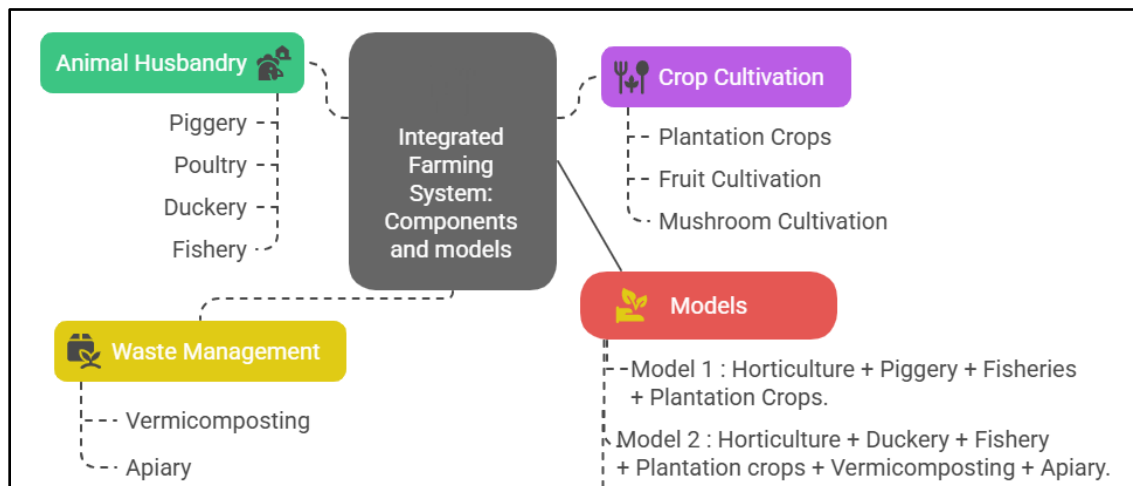 Animal Husbandry
Piggery
Poultry
Duckery
Fishery
Integrated
Farming
System:
Components
and models
Crop Cultivation
Plantation Crops
Fruit Cultivation
Mushroom Cultivation
Waste Management
Vermicomposting
Apiary
Models
Model 1 : Horticulture + Piggery + Fisheries
+ Plantation Crops.
Model 2 : Horticulture + Duckery + Fishery
+ Plantation crops + Vermicomposting + Apiary.